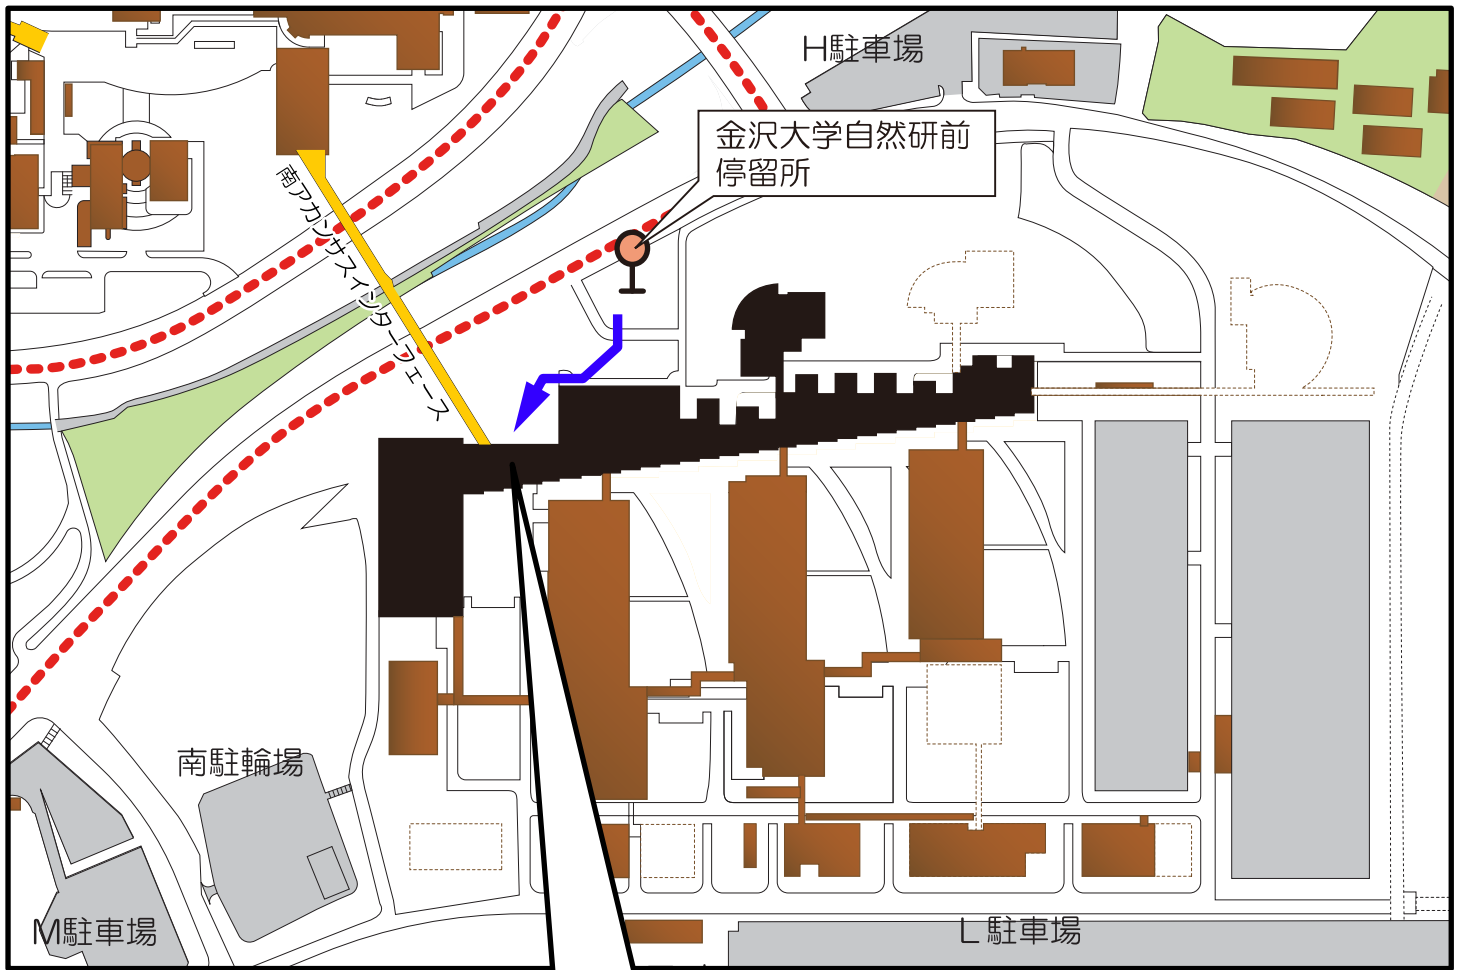 H駐車場
金沢大学自然研前
停留所
南アカンサスインターフェース
南駐輪場
M駐車場
L駐車場